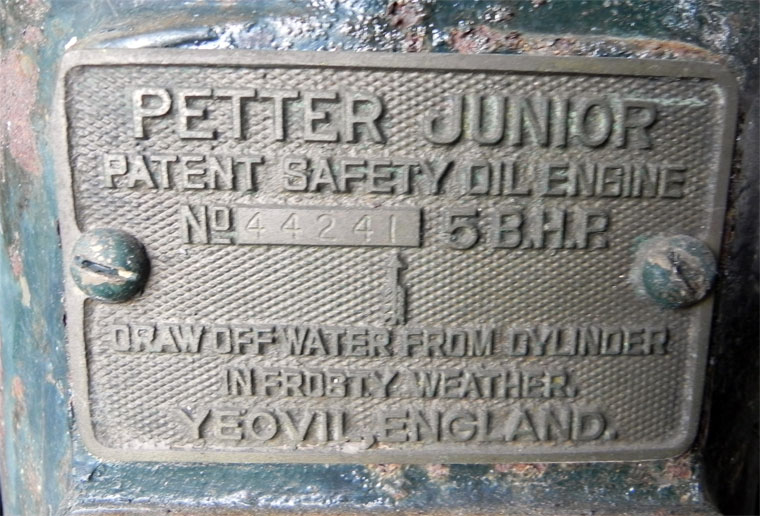 PETTER JUNIOR
PATENT SAFETY OIL ENGINE
No 44241 5 B.H.P.
DRAW OFF WATER FROM CYLINDER
IN FROSTY WEATHER.
YEOVIL, ENGLAND.